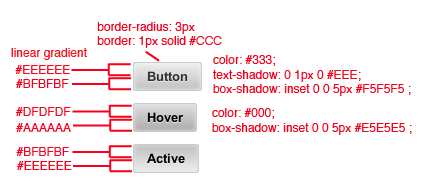 border-radius: 3px
border: 1px solid #CCC
linear gradient
#EEEEEE
#BFBFBF
Button
color: #333;
text-shadow: 0 1px 0 #EEE;
box-shadow: inset 0 0 5px #F5F5F5 ;
#DFDFDF
#AAAAAA
Hover
color: #000;
box-shadow: inset 0 0 5px #E5E5E5 ;
#BFBFBF
#EEEEEE
Active